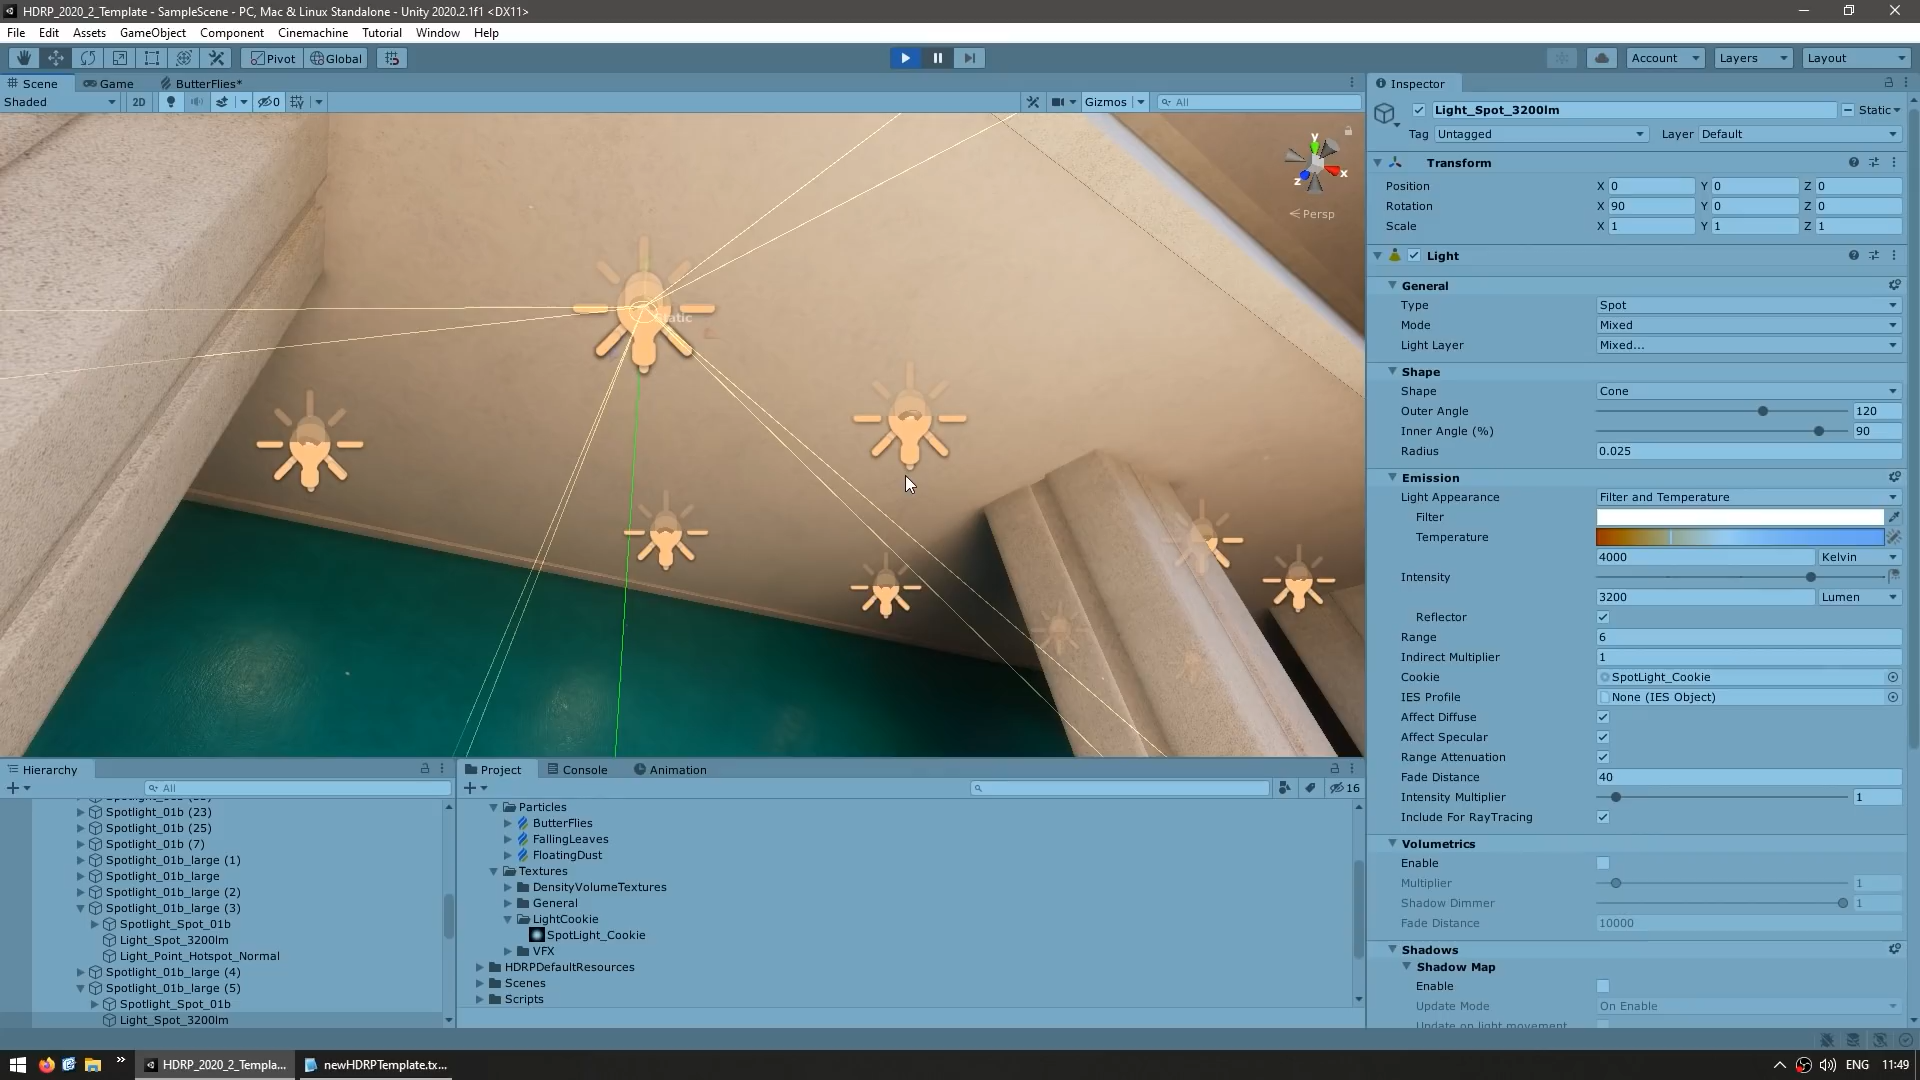 HDRP_2020_2_Template - SampleScene - PC, Mac & Linux Standalone - Unity 2020.2.1f1 <DX11>
File Edit Assets GameObject Component Cinemachine Tutorial Window Help
Pivot Global Account Layers Layout
Scene Game ButterFlies*
Shaded 2D 0 Gizmos All
y
x
z
Persp
Static
Inspector
Light_Spot_3200lm Static
Tag Untagged Layer Default
Transform
Position X 0 Y 0 Z 0
Rotation X 90 Y 0 Z 0
Scale X 1 Y 1 Z 1
Light
General
Type Spot
Mode Mixed
Light Layer Mixed...
Shape
Shape Cone
Outer Angle 120
Inner Angle (%) 90
Radius 0.025
Emission
Light Appearance Filter and Temperature
Filter
Temperature
4000 Kelvin
Intensity
3200 Lumen
Reflector
Range 6
Indirect Multiplier 1
Cookie SpotLight_Cookie
IES Profile None (IES Object)
Affect Diffuse
Affect Specular
Range Attenuation
Fade Distance 40
Intensity Multiplier 1
Include For RayTracing
Volumetrics
Enable
Multiplier 1
Shadow Dimmer 1
Fade Distance 10000
Shadows
Shadow Map
Enable
Update Mode On Enable
Update on light movement
Hierarchy
All
Spotlight_01b (23)
Spotlight_01b (25)
Spotlight_01b (7)
Spotlight_01b_large (1)
Spotlight_01b_large
Spotlight_01b_large (2)
Spotlight_01b_large (3)
Spotlight_Spot_01b
Light_Spot_3200lm
Light_Point_Hotspot_Normal
Spotlight_01b_large (4)
Spotlight_01b_large (5)
Spotlight_Spot_01b
Light_Spot_3200lm
Project Console Animation
16
Particles
ButterFlies
FallingLeaves
FloatingDust
Textures
DensityVolumeTextures
General
LightCookie
SpotLight_Cookie
VFX
HDRPDefaultResources
Scenes
Scripts
HDRP_2020_2_Templa... newHDRPTemplate.tx... ENG 11:49